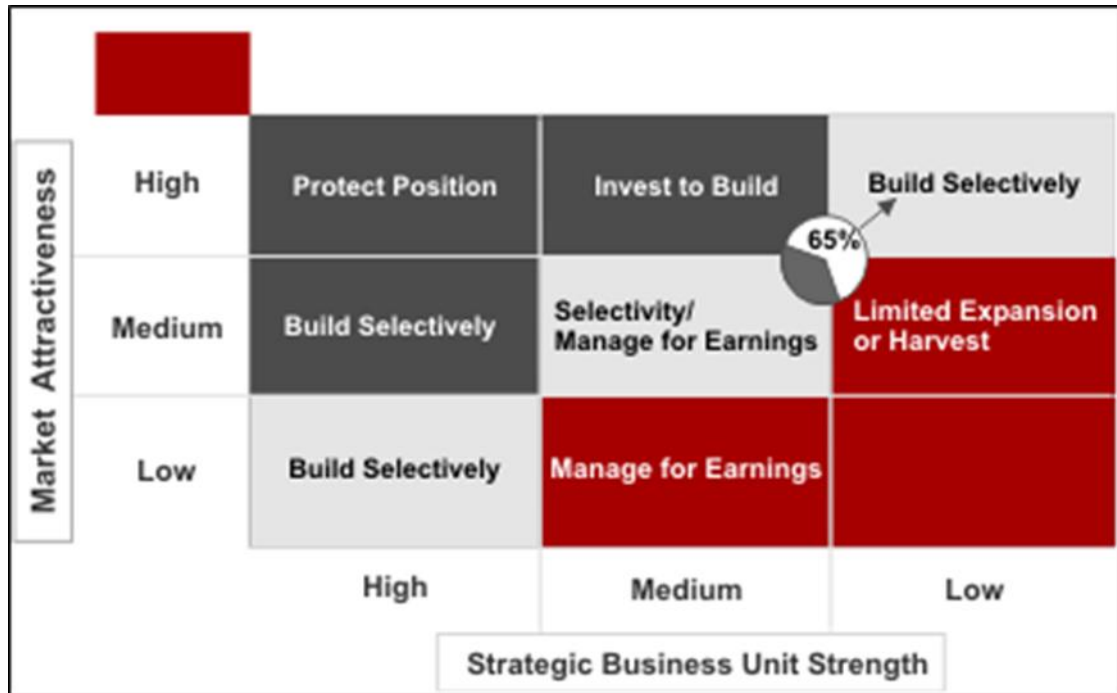 Market Attractiveness
High
Protect Position
Invest to Build
Build Selectively
65%
Medium
Build Selectively
Selectivity/
Manage for Earnings
Limited Expansion
or Harvest
Low
Build Selectively
Manage for Earnings
High
Medium
Low
Strategic Business Unit Strength